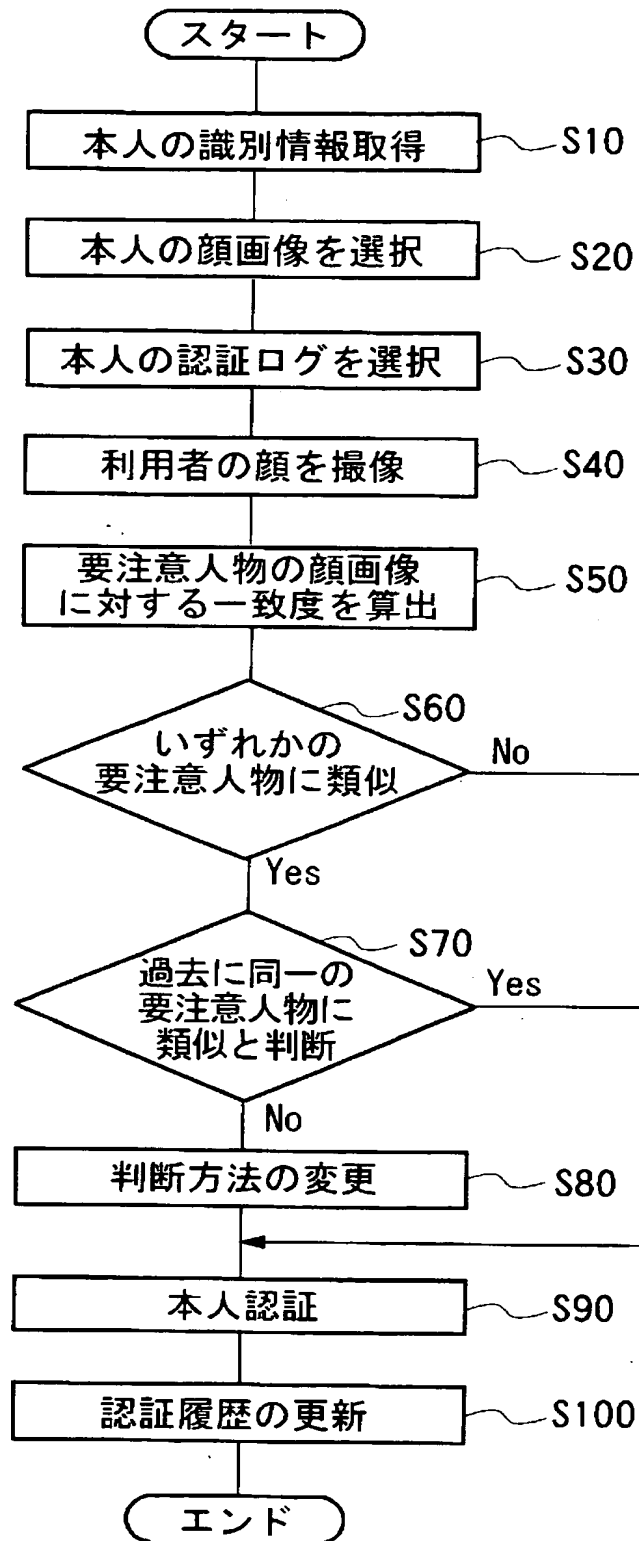 スタート
本人の識別情報取得
S10
本人の顔画像を選択
S20
本人の認証ログを選択
S30
利用者の顔を撮像
S40
要注意人物の顔画像
に対する一致度を算出
S50
S60
いずれかの
要注意人物に類似
No
Yes
S70
過去に同一の
要注意人物に
類似と判断
Yes
No
判断方法の変更
S80
本人認証
S90
認証履歴の更新
S100
エンド